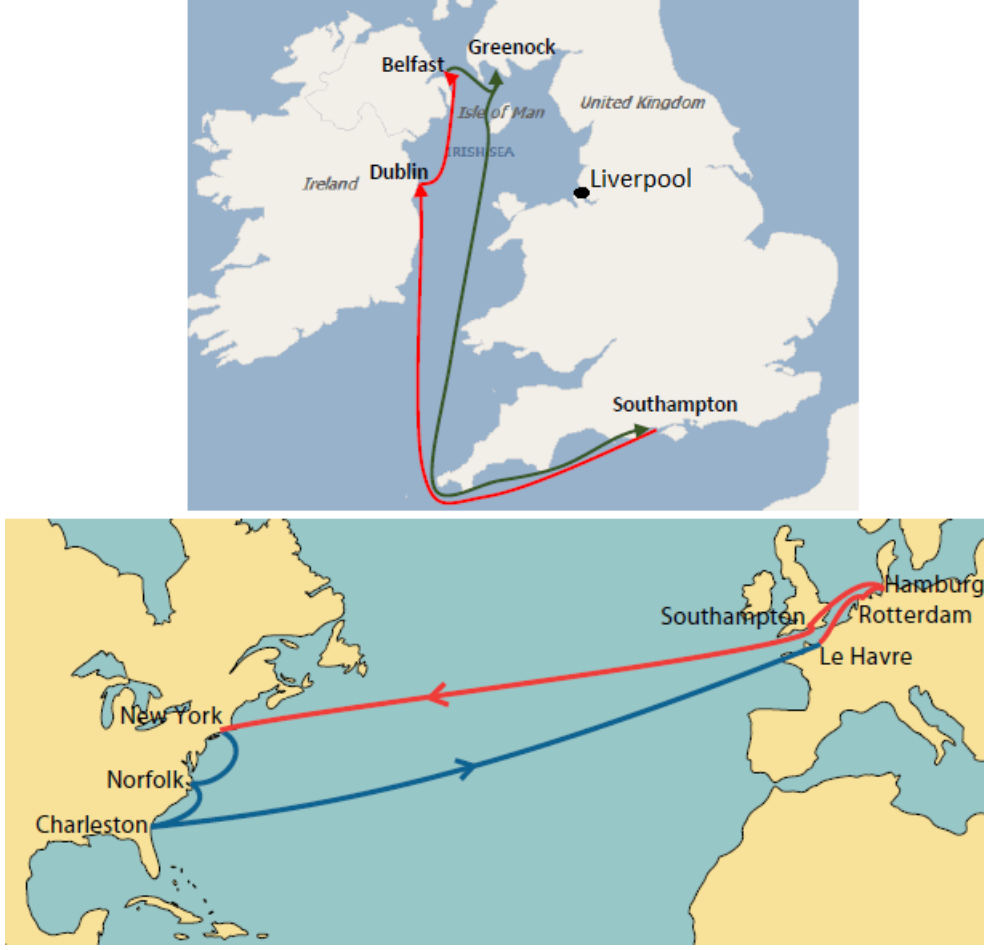 Greenock
Belfast
United Kingdom
Isle of Man
IRISH SEA
Dublin
Ireland
Liverpool
Southampton
Hamburg
Southampton
Rotterdam
Le Havre
New York
Norfolk
Charleston